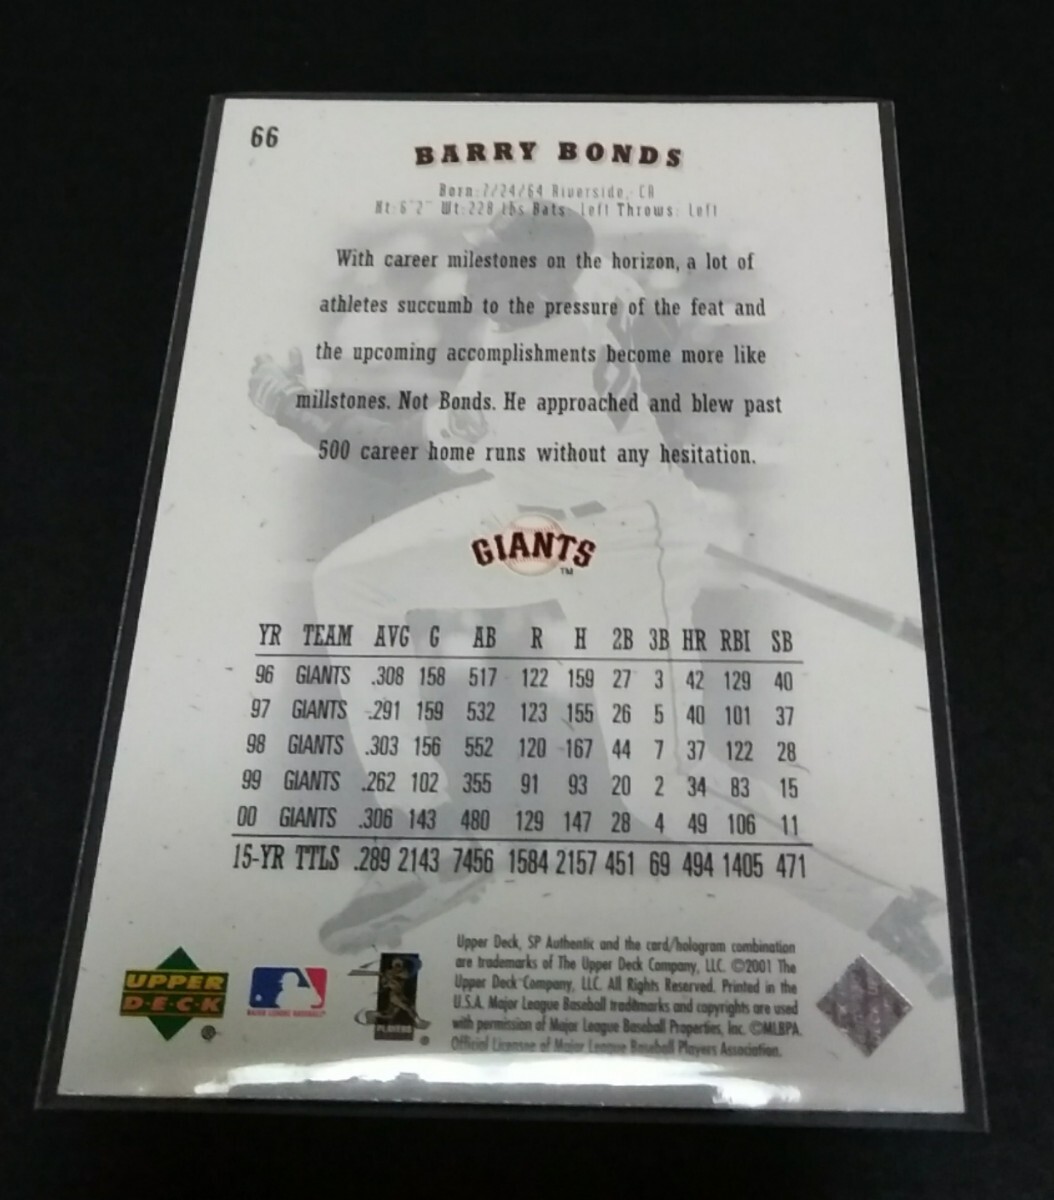 66
BARRY BONDS
Born: 7/24/64 Riverside, CA
Ht: 6'2" Wt: 228 lbs Bats: Left Throws: Left
With career milestones on the horizon, a lot of
athletes succumb to the pressure of the feat and
the upcoming accomplishments become more like
millstones. Not Bonds. He approached and blew past
500 career home runs without any hesitation.
GIANTS
TM
YR TEAM AVG G AB R H 2B 3B HR RBI SB
96 GIANTS .308 158 517 122 159 27 3 42 129 40
97 GIANTS .291 159 532 123 155 26 5 40 101 37
98 GIANTS .303 156 552 120 167 44 7 37 122 28
99 GIANTS .262 102 355 91 93 20 2 34 83 15
00 GIANTS .306 143 480 129 147 28 4 49 106 11
15-YR TTLS .289 2143 7456 1584 2157 451 69 494 1405 471
Upper Deck, SP Authentic and the card/hologram combination
are trademarks of The Upper Deck Company, LLC. ©2001 The
Upper Deck Company, LLC. All Rights Reserved. Printed in the
U.S.A. Major League Baseball trademarks and copyrights are used
with permission of Major League Baseball Properties, Inc. ©MLBPA
Official Licensee of Major League Baseball Players Association.
UPPER
D·E·C·K
®
MAJOR LEAGUE BASEBALL
PLAYERS
®